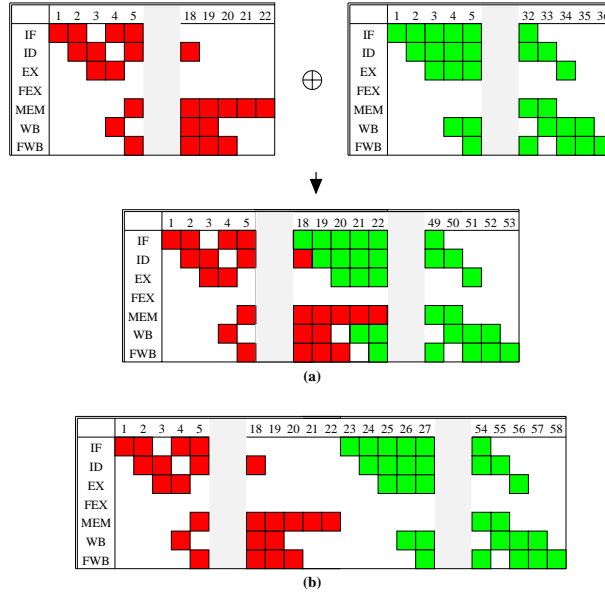 1 2 3 4 5 18 19 20 21 22
IF
ID
EX
FEX
MEM
WB
FWB
1 2 3 4 5 32 33 34 35 36
IF
ID
EX
FEX
MEM
WB
FWB
1 2 3 4 5 18 19 20 21 22 49 50 51 52 53
IF
ID
EX
FEX
MEM
WB
FWB
(a)
1 2 3 4 5 18 19 20 21 22 23 24 25 26 27 54 55 56 57 58
IF
ID
EX
FEX
MEM
WB
FWB
(b)